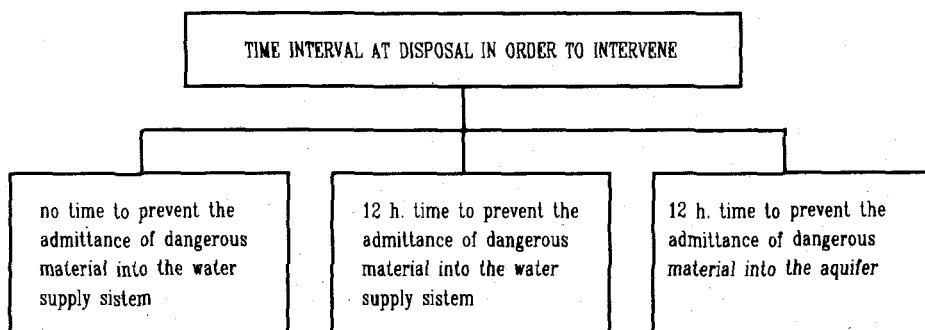 TIME INTERVAL AT DISPOSAL IN ORDER TO INTERVENE
no time to prevent the
admittance of dangerous
material into the water
supply sistem
12 h. time to prevent the
admittance of dangerous
material into the water
supply sistem
12 h. time to prevent the
admittance of dangerous
material into the aquifer